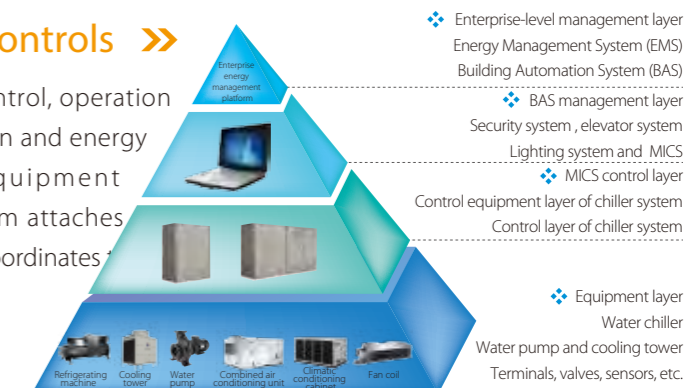 ontrols »
ntrol, operation
n and energy
quipment
m attaches
ordinates
Enterprise
energy
management
platform
Refrigerating
machine
Cooling
tower
Water
pump
Combined air
conditioning unit
Climatic
conditioning
cabinet
Fan coil
Enterprise-level management layer
Energy Management System (EMS)
Building Automation System (BAS)
BAS management layer
Security system , elevator system
Lighting system and MICS
MICS control layer
Control equipment layer of chiller system
Control layer of chiller system
Equipment layer
Water chiller
Water pump and cooling tower
Terminals, valves, sensors, etc.